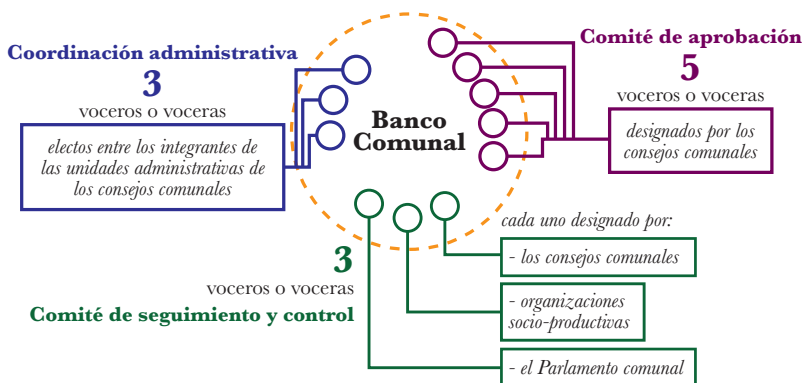 Coordinación administrativa
3
voceros o voceras
electos entre los integrantes de
las unidades administrativas de
los consejos comunales
Banco
Comunal
Comité de aprobación
5
voceros o voceras
designados por los
consejos comunales
3
voceros o voceras
Comité de seguimiento y control
cada uno designado por:
- los consejos comunales
- organizaciones
socio-productivas
- el Parlamento comunal